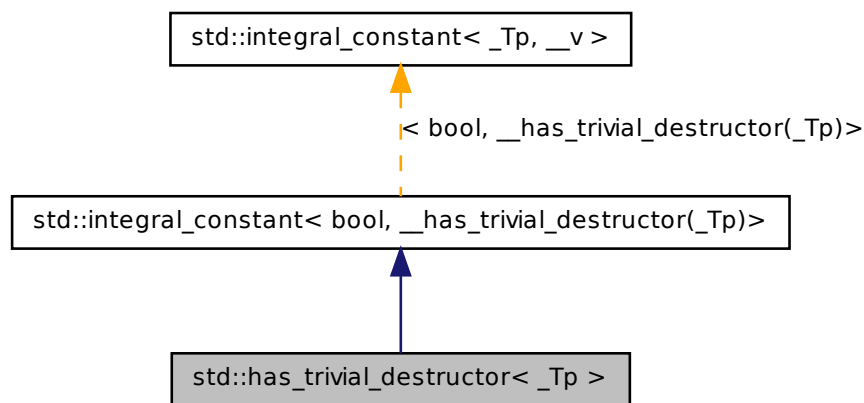 std::integral_constant< _Tp, __v >
< bool, __has_trivial_destructor(_Tp)>
std::integral_constant< bool, __has_trivial_destructor(_Tp)>
std::has_trivial_destructor< _Tp >